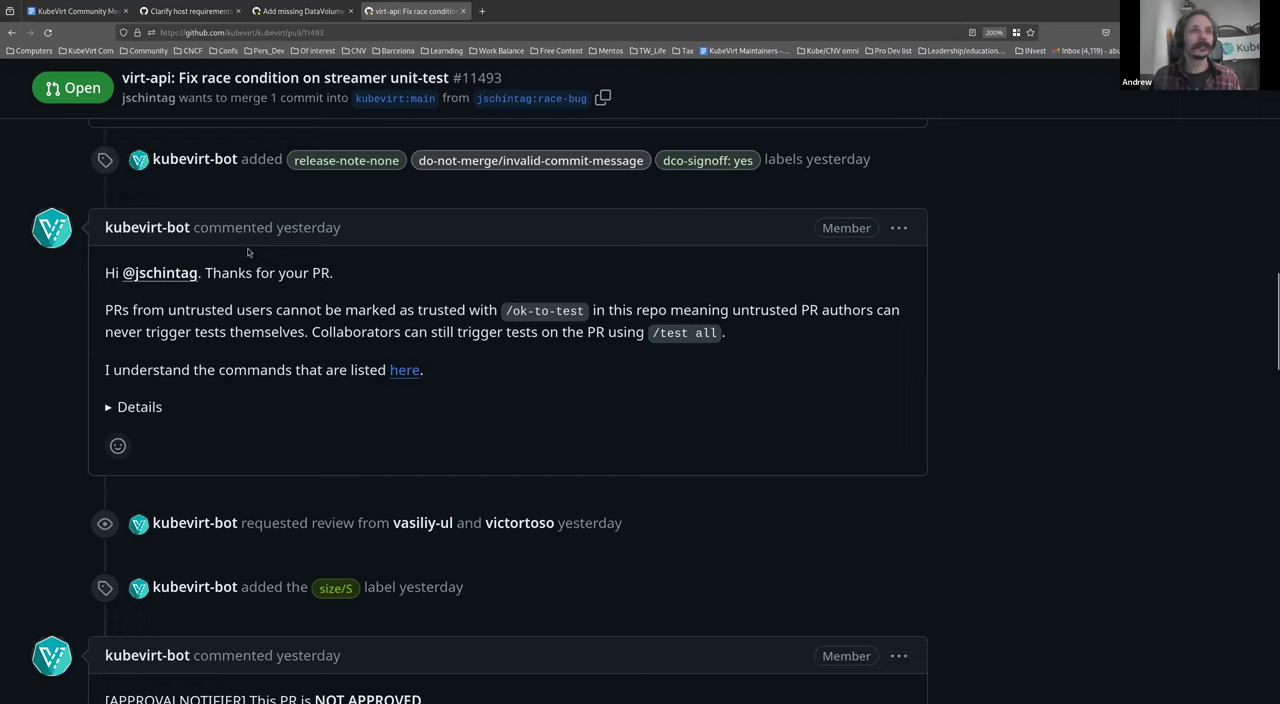 KubeVirt Community Me
Clarify host requirements
Add missing DataVolume
virt-api: Fix race conditio
https://github.com/kubevirt/kubevirt/pull/11493
200%
Computers KubeVirt Com Community CNCF Confs Pers_Dev Of interest CNV Barcelona Learnding Work Balance Free Content Mentos TW_Life Tax KubeVirt Maintainers -... Kube/CNV omni Pro Dev list Leadership/education... INvest Inbox (4,119) - abu
Andrew
Open
virt-api: Fix race condition on streamer unit-test #11493
jschintag wants to merge 1 commit into kubevirt:main from jschintag:race-bug
kubevirt-bot added release-note-none do-not-merge/invalid-commit-message dco-signoff: yes labels yesterday
kubevirt-bot commented yesterday
Member
Hi @jschintag. Thanks for your PR.
PRs from untrusted users cannot be marked as trusted with /ok-to-test in this repo meaning untrusted PR authors can
never trigger tests themselves. Collaborators can still trigger tests on the PR using /test all.
I understand the commands that are listed here.
Details
kubevirt-bot requested review from vasiliy-ul and victortoso yesterday
kubevirt-bot added the size/S label yesterday
kubevirt-bot commented yesterday
Member
[APPROVALNOTIFIER] This PR is NOT APPROVED